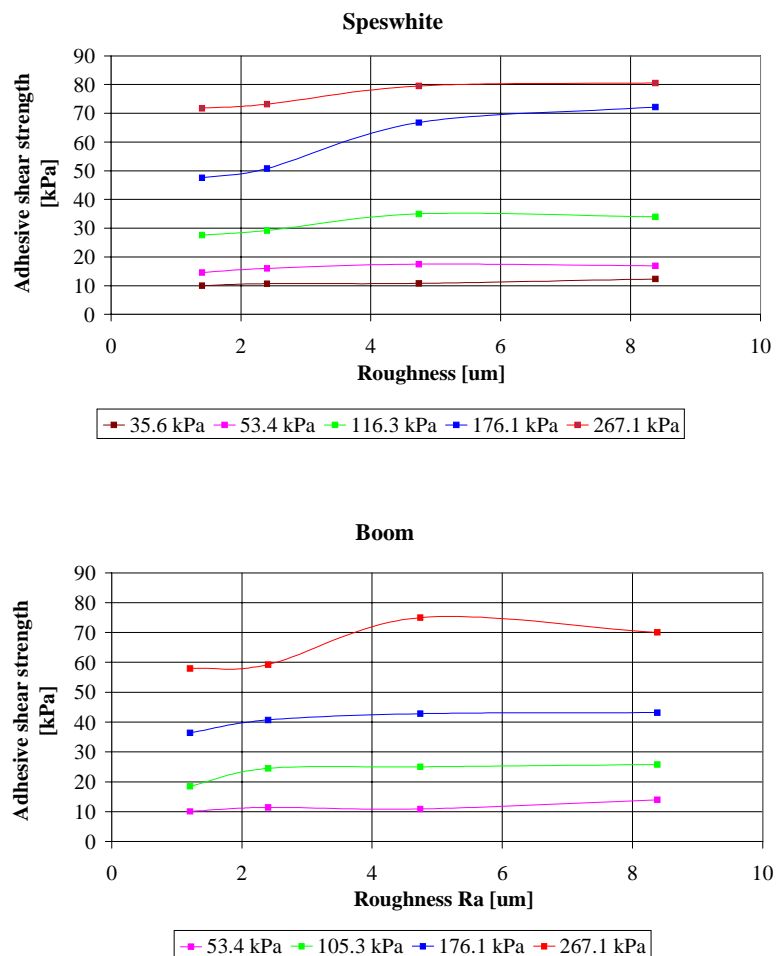 Speswhite
Adhesive shear strength
[kPa]
90
80
70
60
50
40
30
20
10
0
0 2 4 6 8 10
Roughness [um]
35.6 kPa 53.4 kPa 116.3 kPa 176.1 kPa 267.1 kPa
Boom
Adhesive shear strength
[kPa]
90
80
70
60
50
40
30
20
10
0
0 2 4 6 8 10
Roughness Ra [um]
53.4 kPa 105.3 kPa 176.1 kPa 267.1 kPa